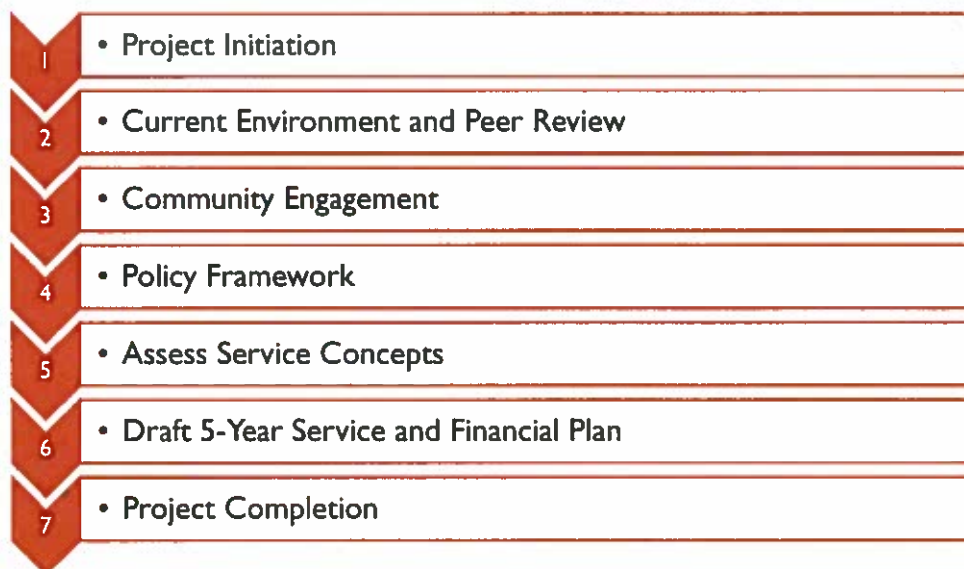 1 • Project Initiation
2 • Current Environment and Peer Review
3 • Community Engagement
4 • Policy Framework
5 • Assess Service Concepts
6 • Draft 5-Year Service and Financial Plan
7 • Project Completion